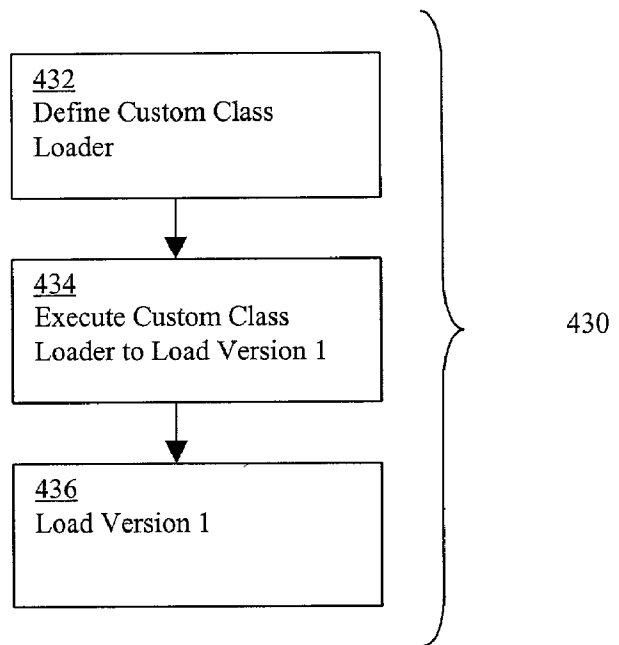 432
Define Custom Class
Loader
434
Execute Custom Class
Loader to Load Version 1
430
436
Load Version 1